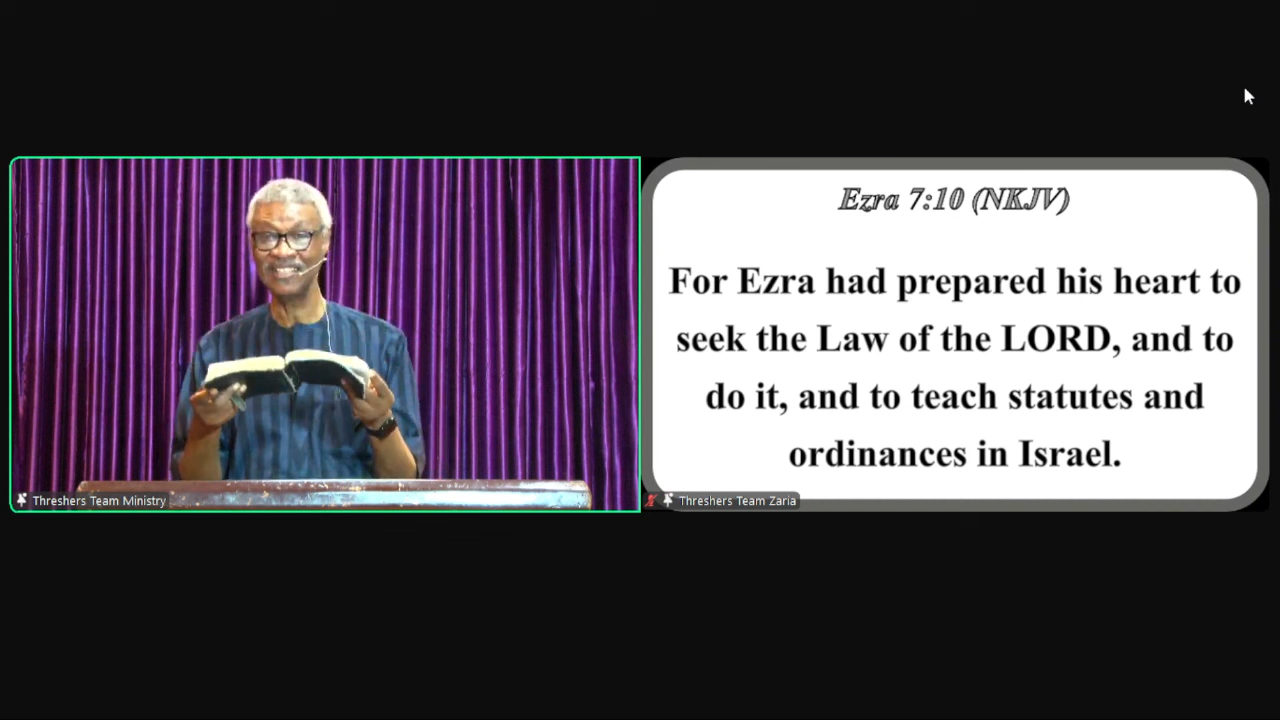 Ezra 7:10 (NKJV)
For Ezra had prepared his heart to
seek the Law of the LORD, and to
do it, and to teach statutes and
ordinances in Israel.
Threshers Team Ministry
Threshers Team Zaria